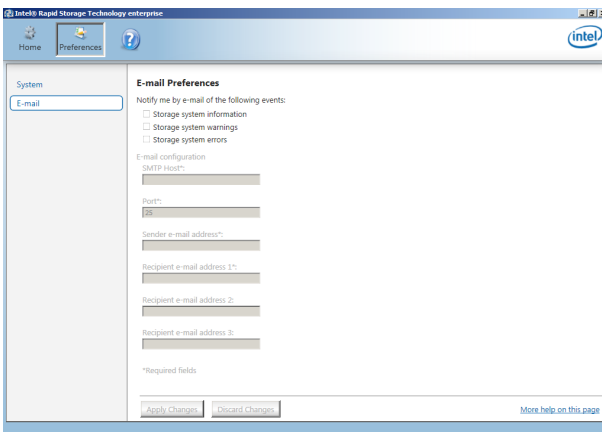 Intel® Rapid Storage Technology enterprise
Home
Preferences
?
intel
System
E-mail
E-mail Preferences
Notify me by e-mail of the following events:
Storage system information
Storage system warnings
Storage system errors
E-mail configuration
SMTP Host*:
Port*:
25
Sender e-mail address*:
Recipient e-mail address 1*:
Recipient e-mail address 2:
Recipient e-mail address 3:
*Required fields
Apply Changes
Discard Changes
More help on this page